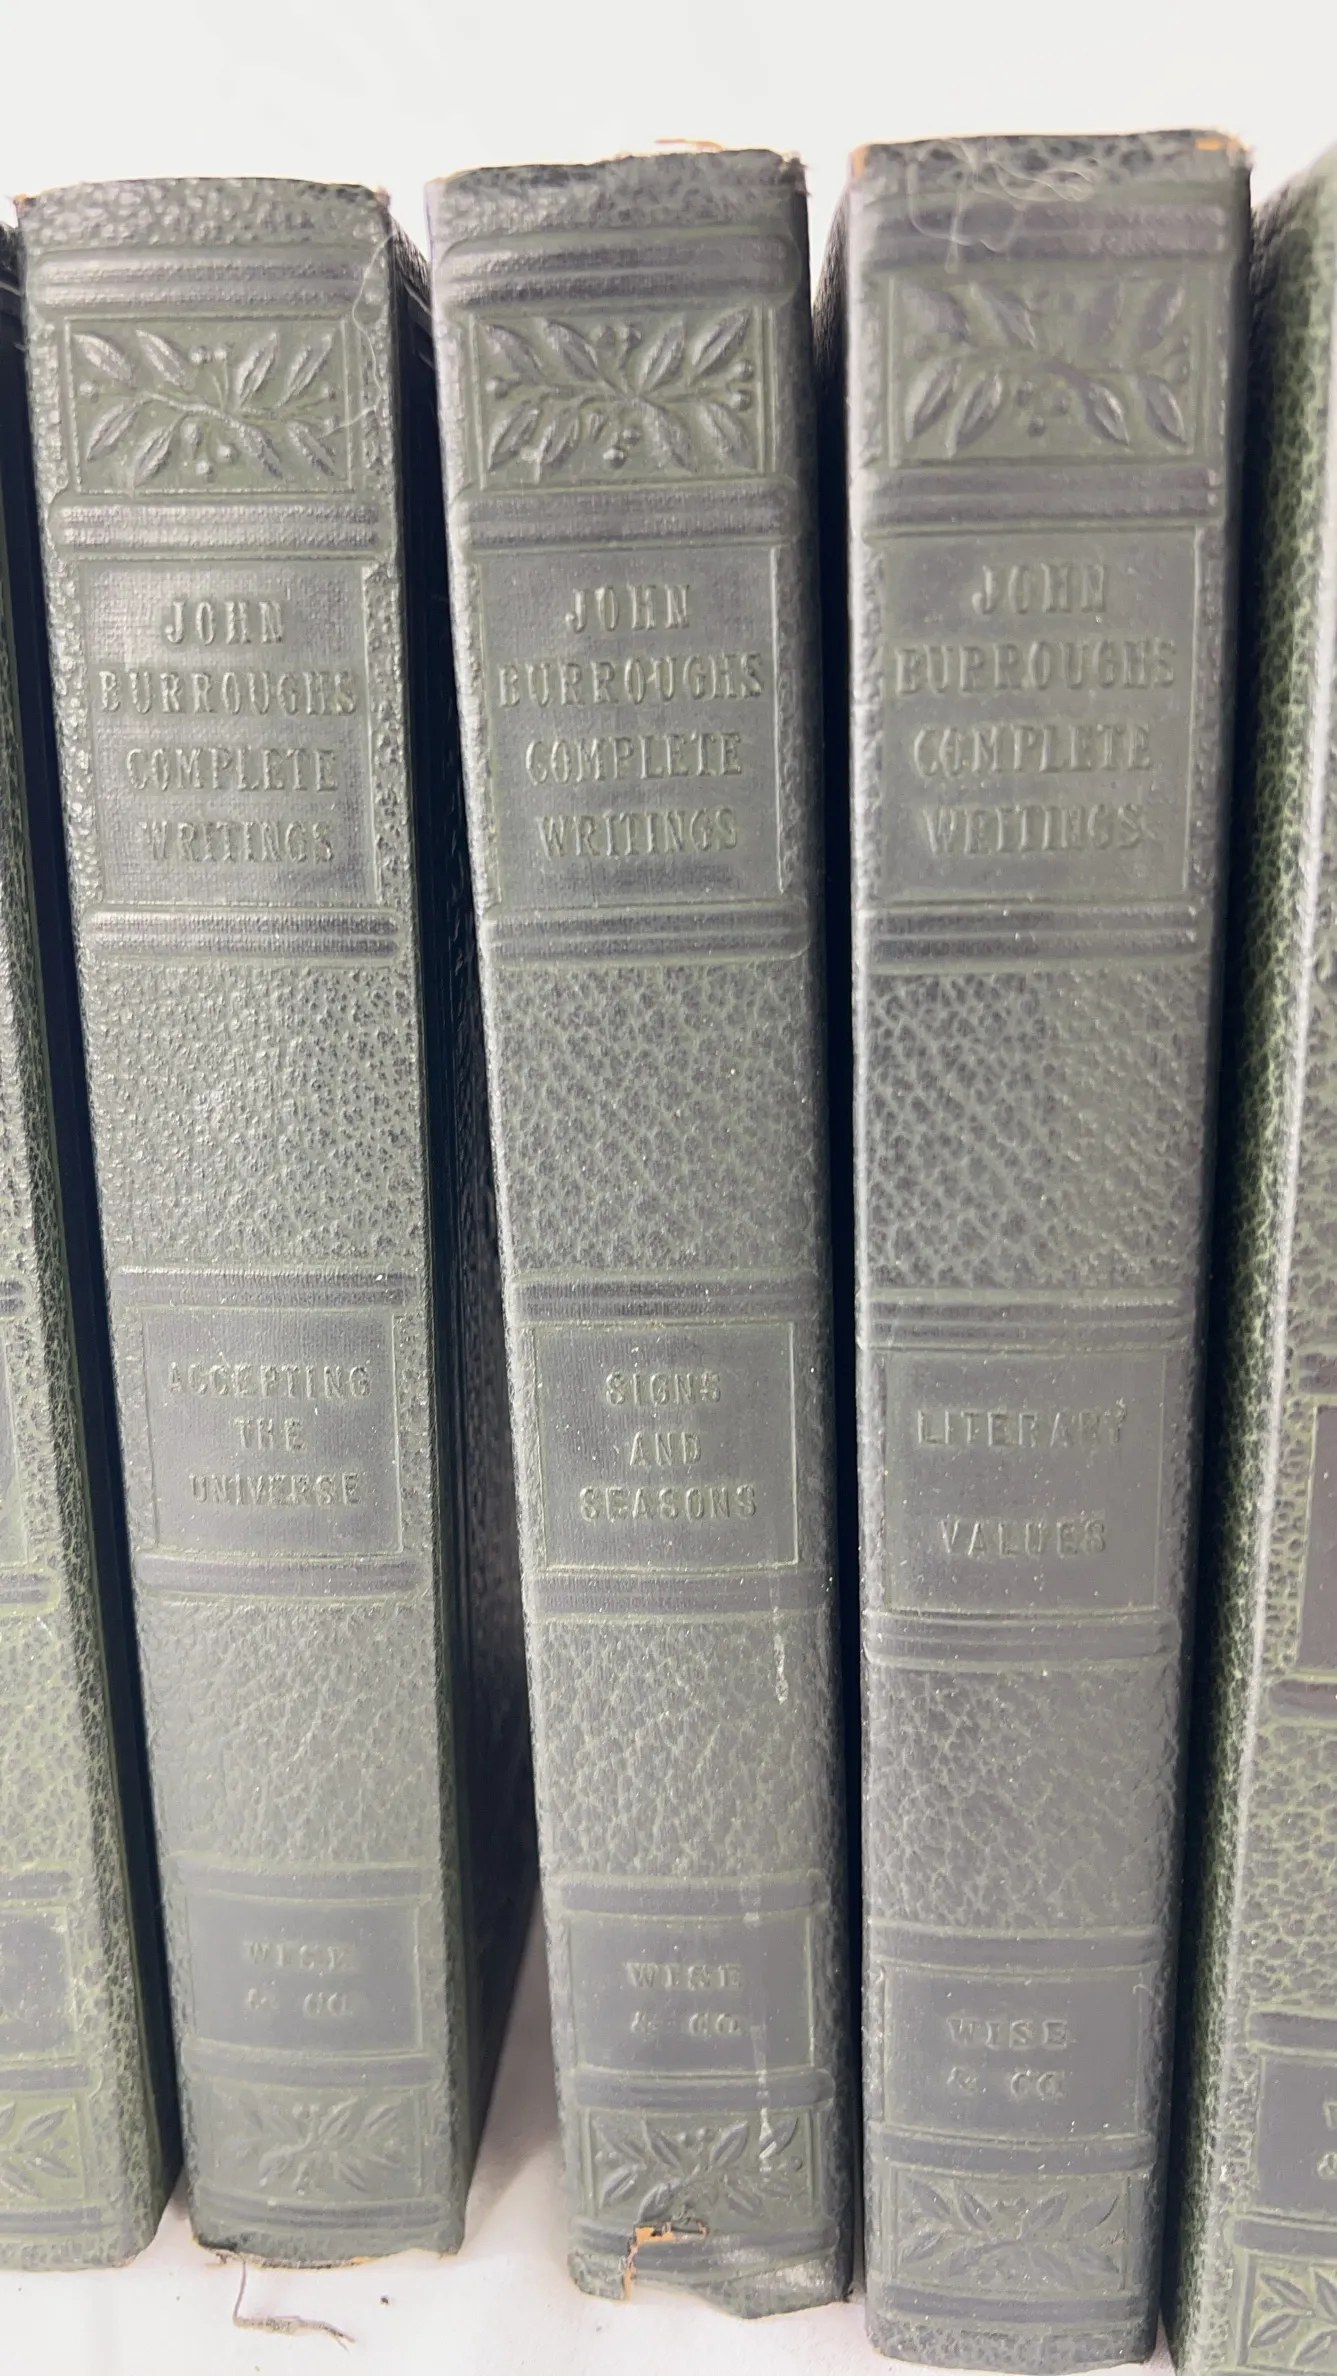 JOHN
BURROUGHS
COMPLETE
WRITINGS
ACCEPTING
THE
UNIVERSE
WISE
& CO
JOHN
BURROUGHS
COMPLETE
WRITINGS
SIGNS
AND
SEASONS
WISE
& CO
JOHN
BURROUGHS
COMPLETE
WRITINGS
LITERARY
VALUES
WISE
& CO